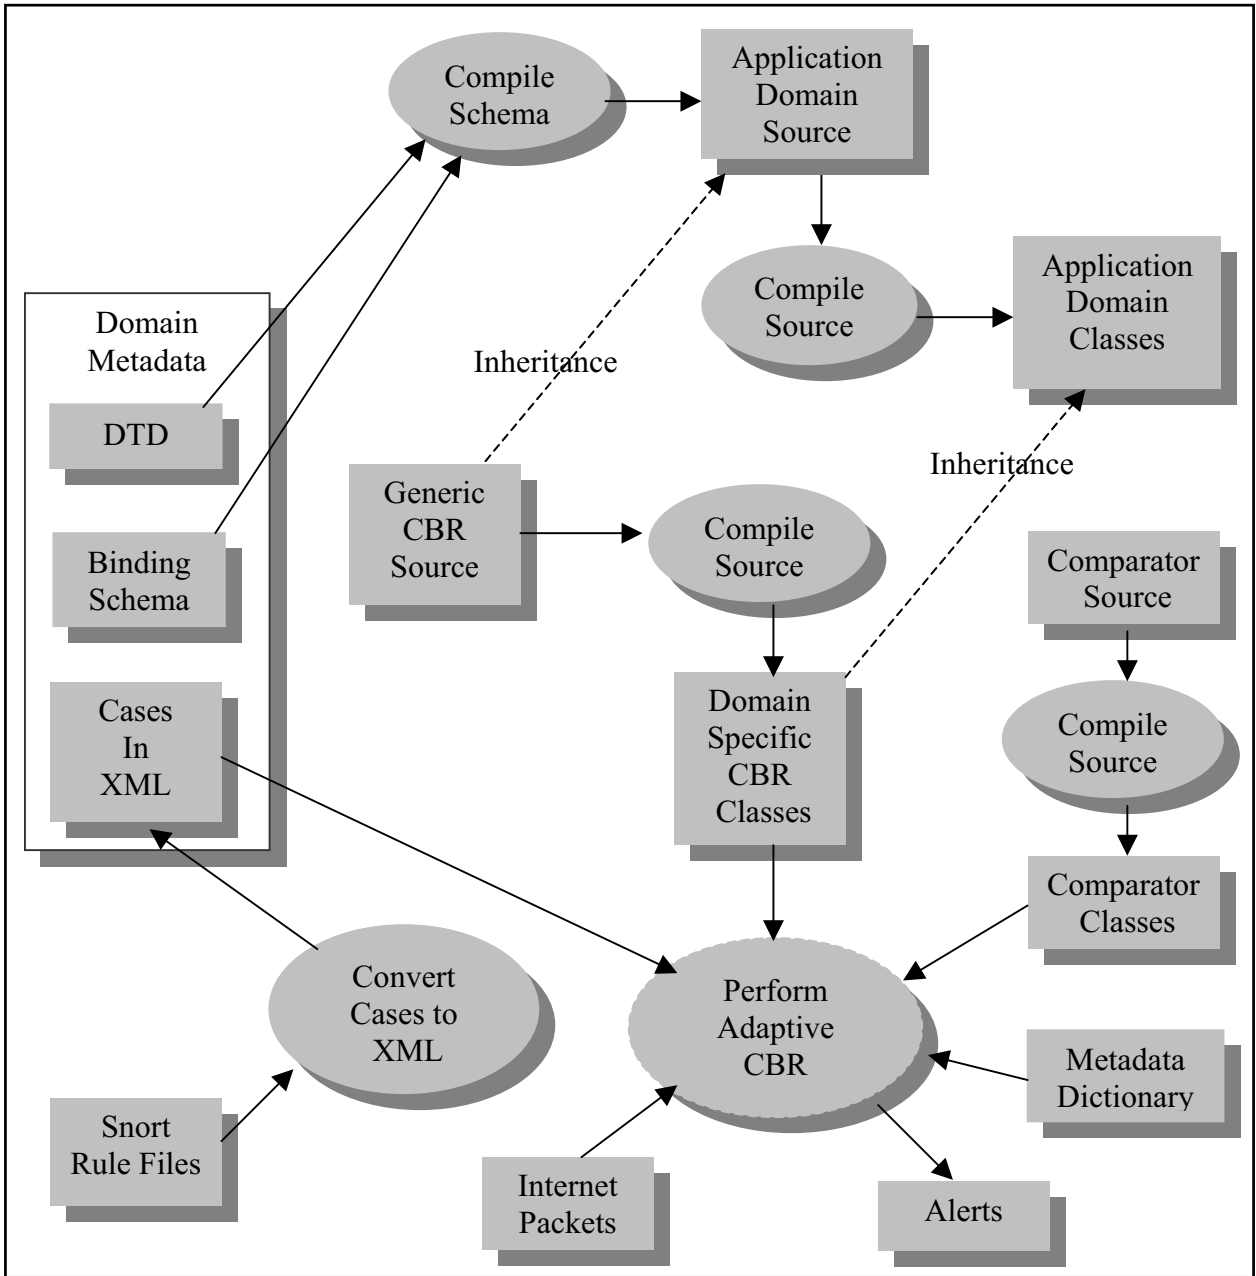 Compile
Schema
Application
Domain
Source
Compile
Source
Application
Domain
Classes
Domain
Metadata
DTD
Binding
Schema
Cases
In
XML
Inheritance
Inheritance
Generic
CBR
Source
Compile
Source
Comparator
Source
Domain
Specific
CBR
Classes
Compile
Source
Comparator
Classes
Convert
Cases to
XML
Perform
Adaptive
CBR
Metadata
Dictionary
Snort
Rule Files
Internet
Packets
Alerts